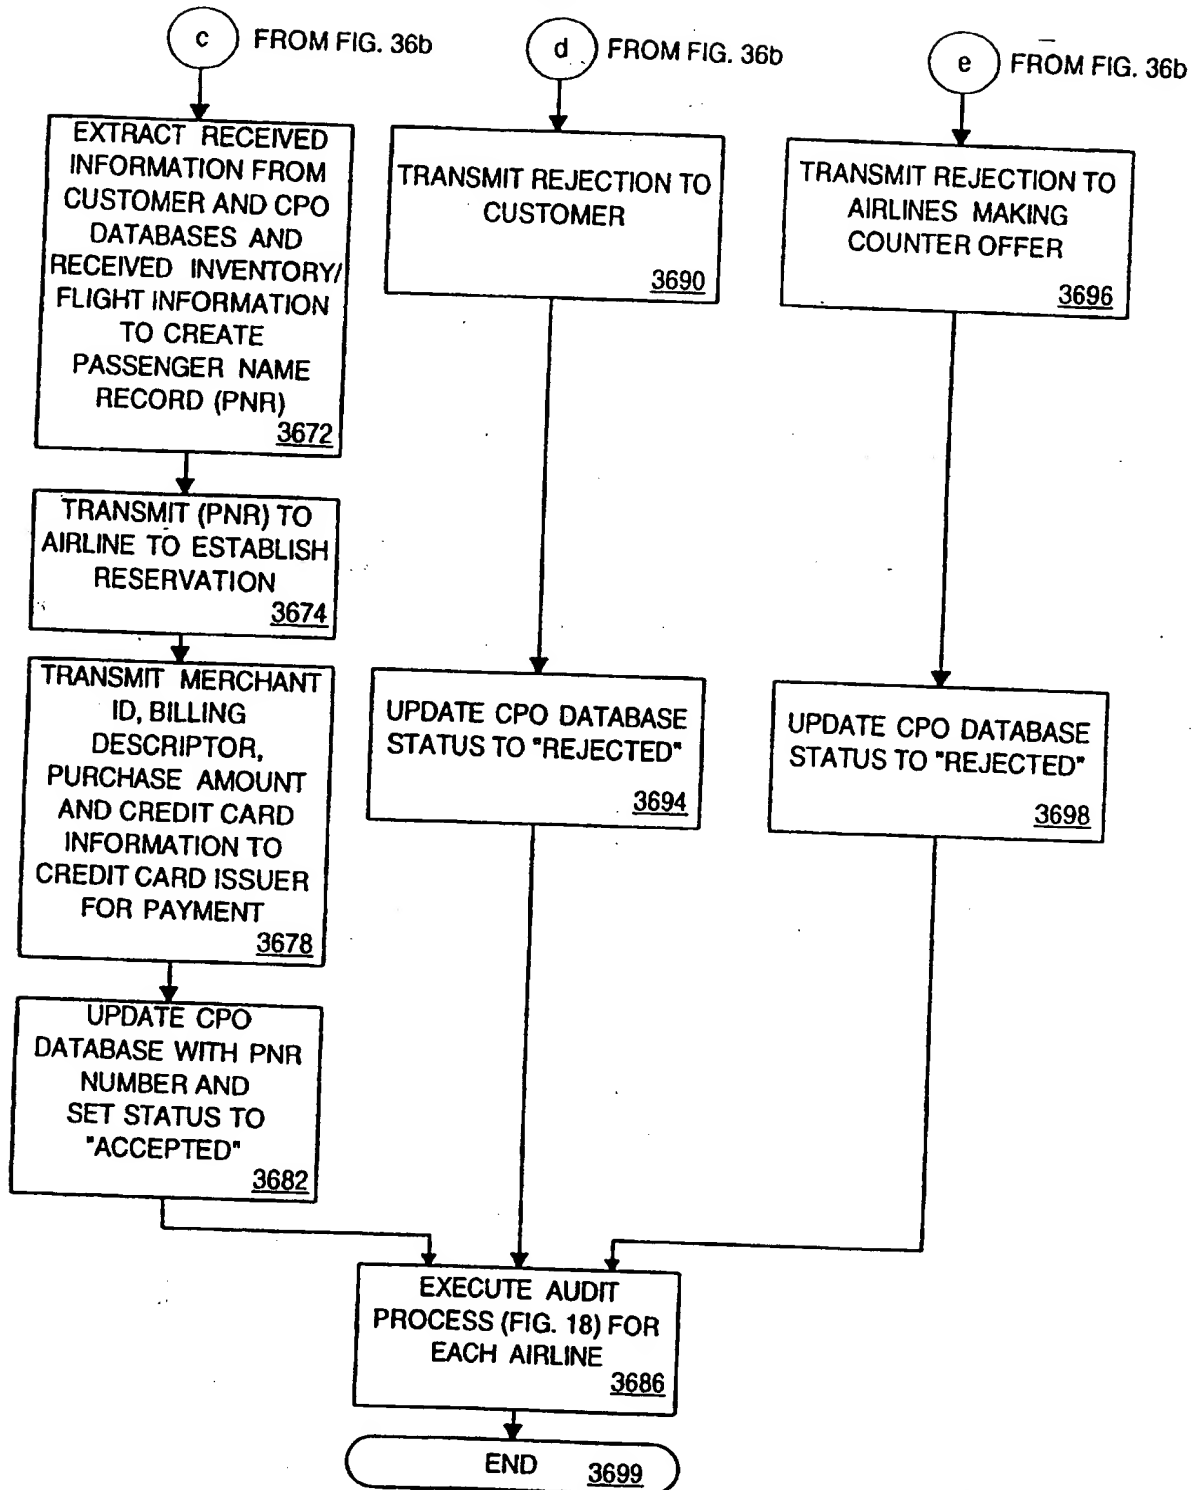 c FROM FIG. 36b
d FROM FIG. 36b
e FROM FIG. 36b
EXTRACT RECEIVED
INFORMATION FROM
CUSTOMER AND CPO
DATABASES AND
RECEIVED INVENTORY/
FLIGHT INFORMATION
TO CREATE
PASSENGER NAME
RECORD (PNR)
3672
TRANSMIT (PNR) TO
AIRLINE TO ESTABLISH
RESERVATION
3674
TRANSMIT MERCHANT
ID, BILLING
DESCRIPTOR,
PURCHASE AMOUNT
AND CREDIT CARD
INFORMATION TO
CREDIT CARD ISSUER
FOR PAYMENT
3678
UPDATE CPO
DATABASE WITH PNR
NUMBER AND
SET STATUS TO
"ACCEPTED"
3682
TRANSMIT REJECTION TO
CUSTOMER
3690
UPDATE CPO DATABASE
STATUS TO "REJECTED"
3694
TRANSMIT REJECTION TO
AIRLINES MAKING
COUNTER OFFER
3696
UPDATE CPO DATABASE
STATUS TO "REJECTED"
3698
EXECUTE AUDIT
PROCESS (FIG. 18) FOR
EACH AIRLINE
3686
END 3699